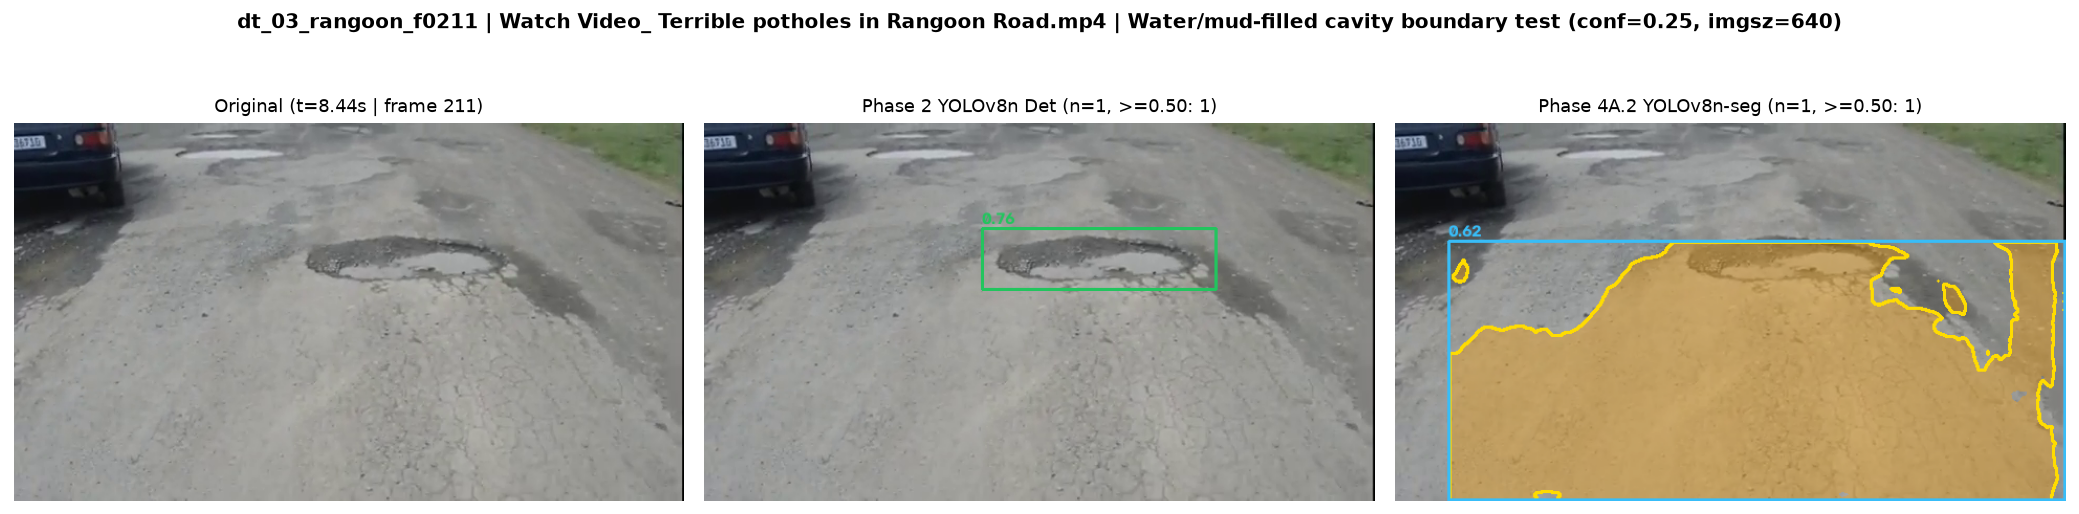 dt_03_rangoon_f0211 | Watch Video_ Terrible potholes in Rangoon Road.mp4 | Water/mud-filled cavity boundary test (conf=0.25, imgsz=640)
Original (t=8.44s | frame 211)
Phase 2 YOLOv8n Det (n=1, >=0.50: 1)
Phase 4A.2 YOLOv8n-seg (n=1, >=0.50: 1)
0.76
0.62